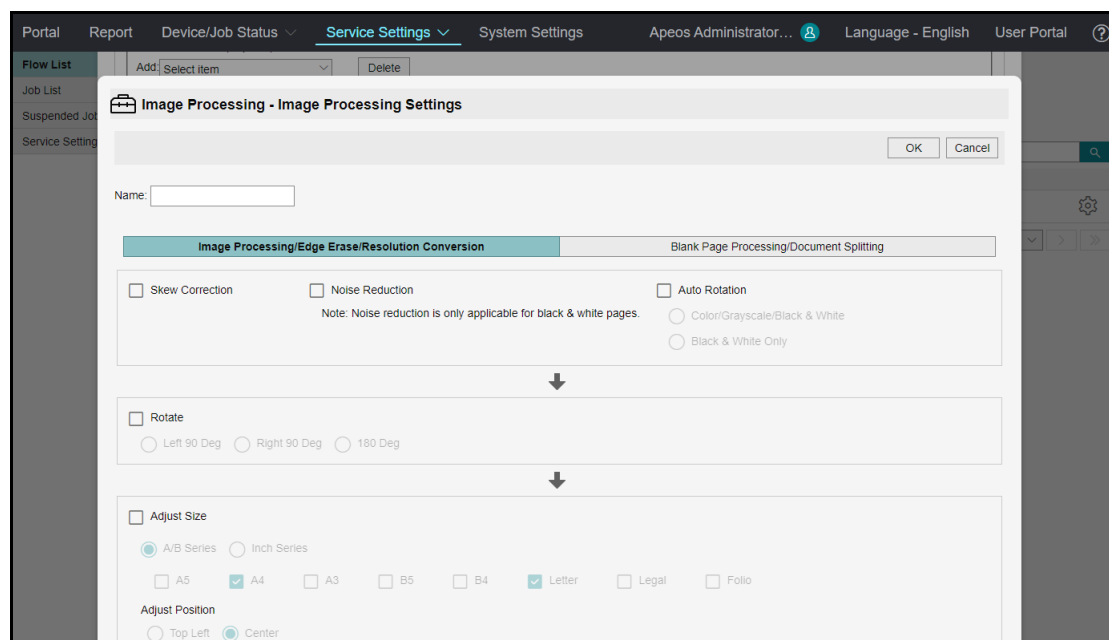 Portal Report Device/Job Status Service Settings System Settings Apeos Administrator... Language - English User Portal ?
Flow List
Add: Select item Delete
Job List
Suspended Job
Service Setting
Image Processing - Image Processing Settings
OK Cancel
Name:
Image Processing/Edge Erase/Resolution Conversion Blank Page Processing/Document Splitting
Skew Correction Noise Reduction Auto Rotation
Note: Noise reduction is only applicable for black & white pages. Color/Grayscale/Black & White
Black & White Only
Rotate
Left 90 Deg Right 90 Deg 180 Deg
Adjust Size
A/B Series Inch Series
A5 A4 A3 B5 B4 Letter Legal Folio
Adjust Position
Top Left Center